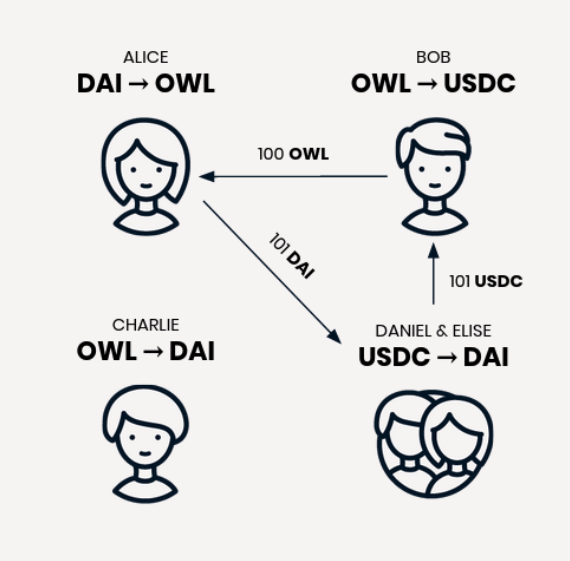 ALICE
DAI → OWL
BOB
OWL → USDC
100 OWL
101 DAI
101 USDC
CHARLIE
OWL → DAI
DANIEL & ELISE
USDC → DAI